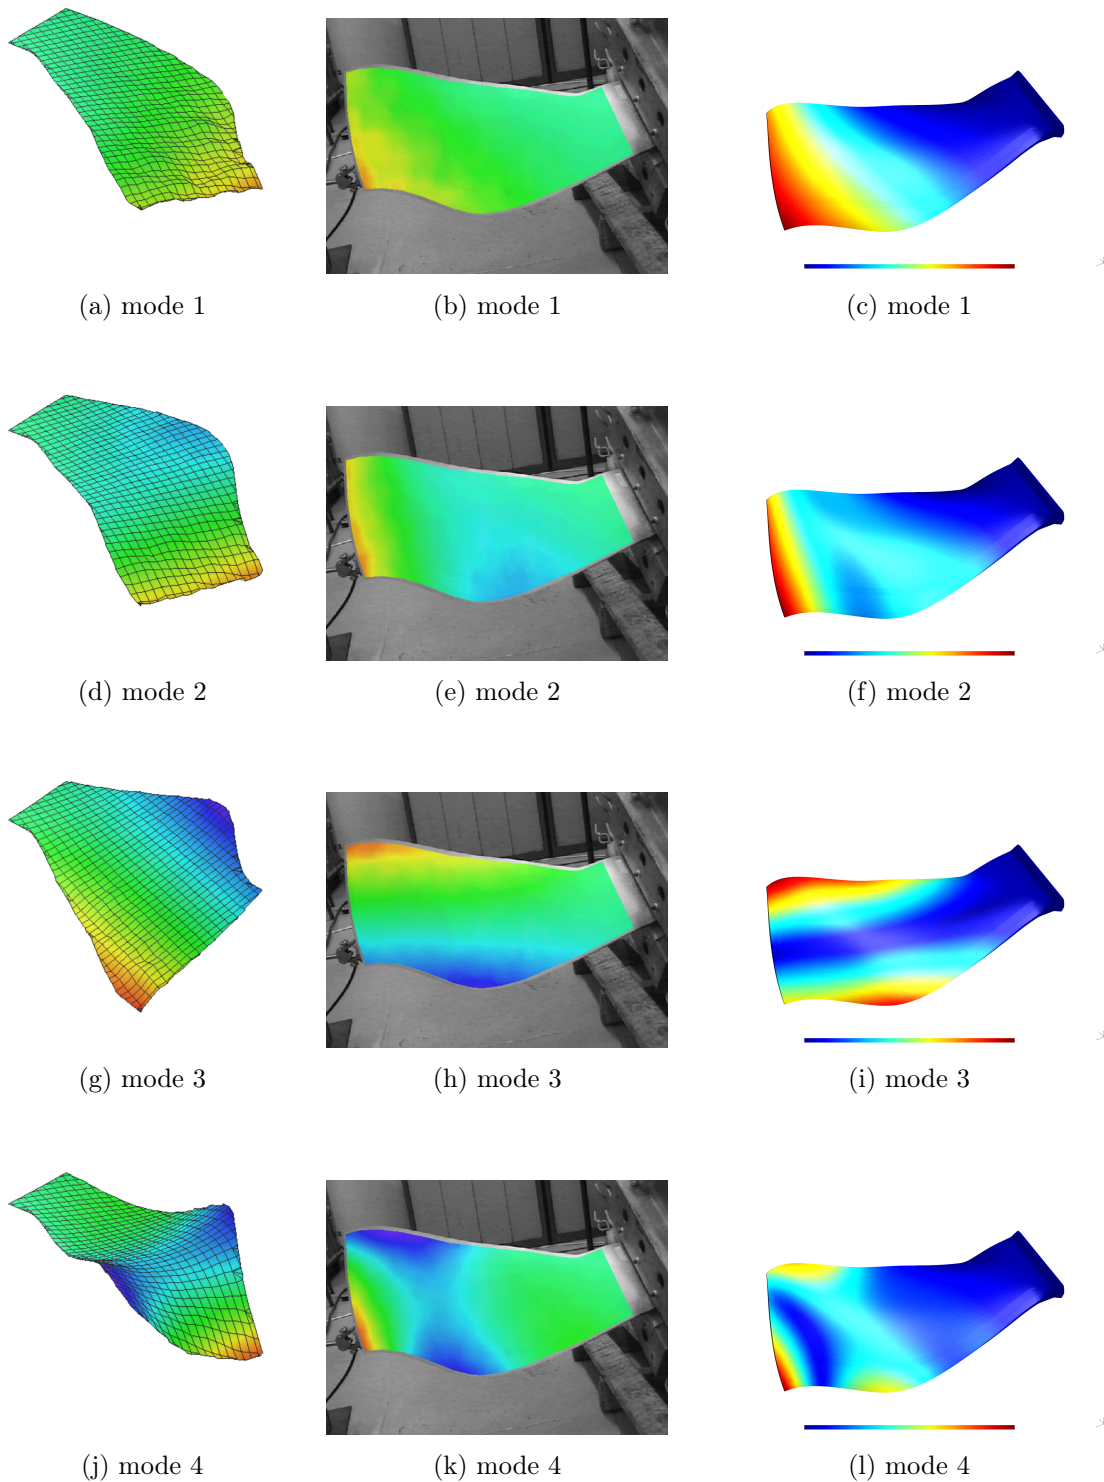 (a) mode 1
(b) mode 1
(c) mode 1
(d) mode 2
(e) mode 2
(f) mode 2
(g) mode 3
(h) mode 3
(i) mode 3
(j) mode 4
(k) mode 4
(l) mode 4